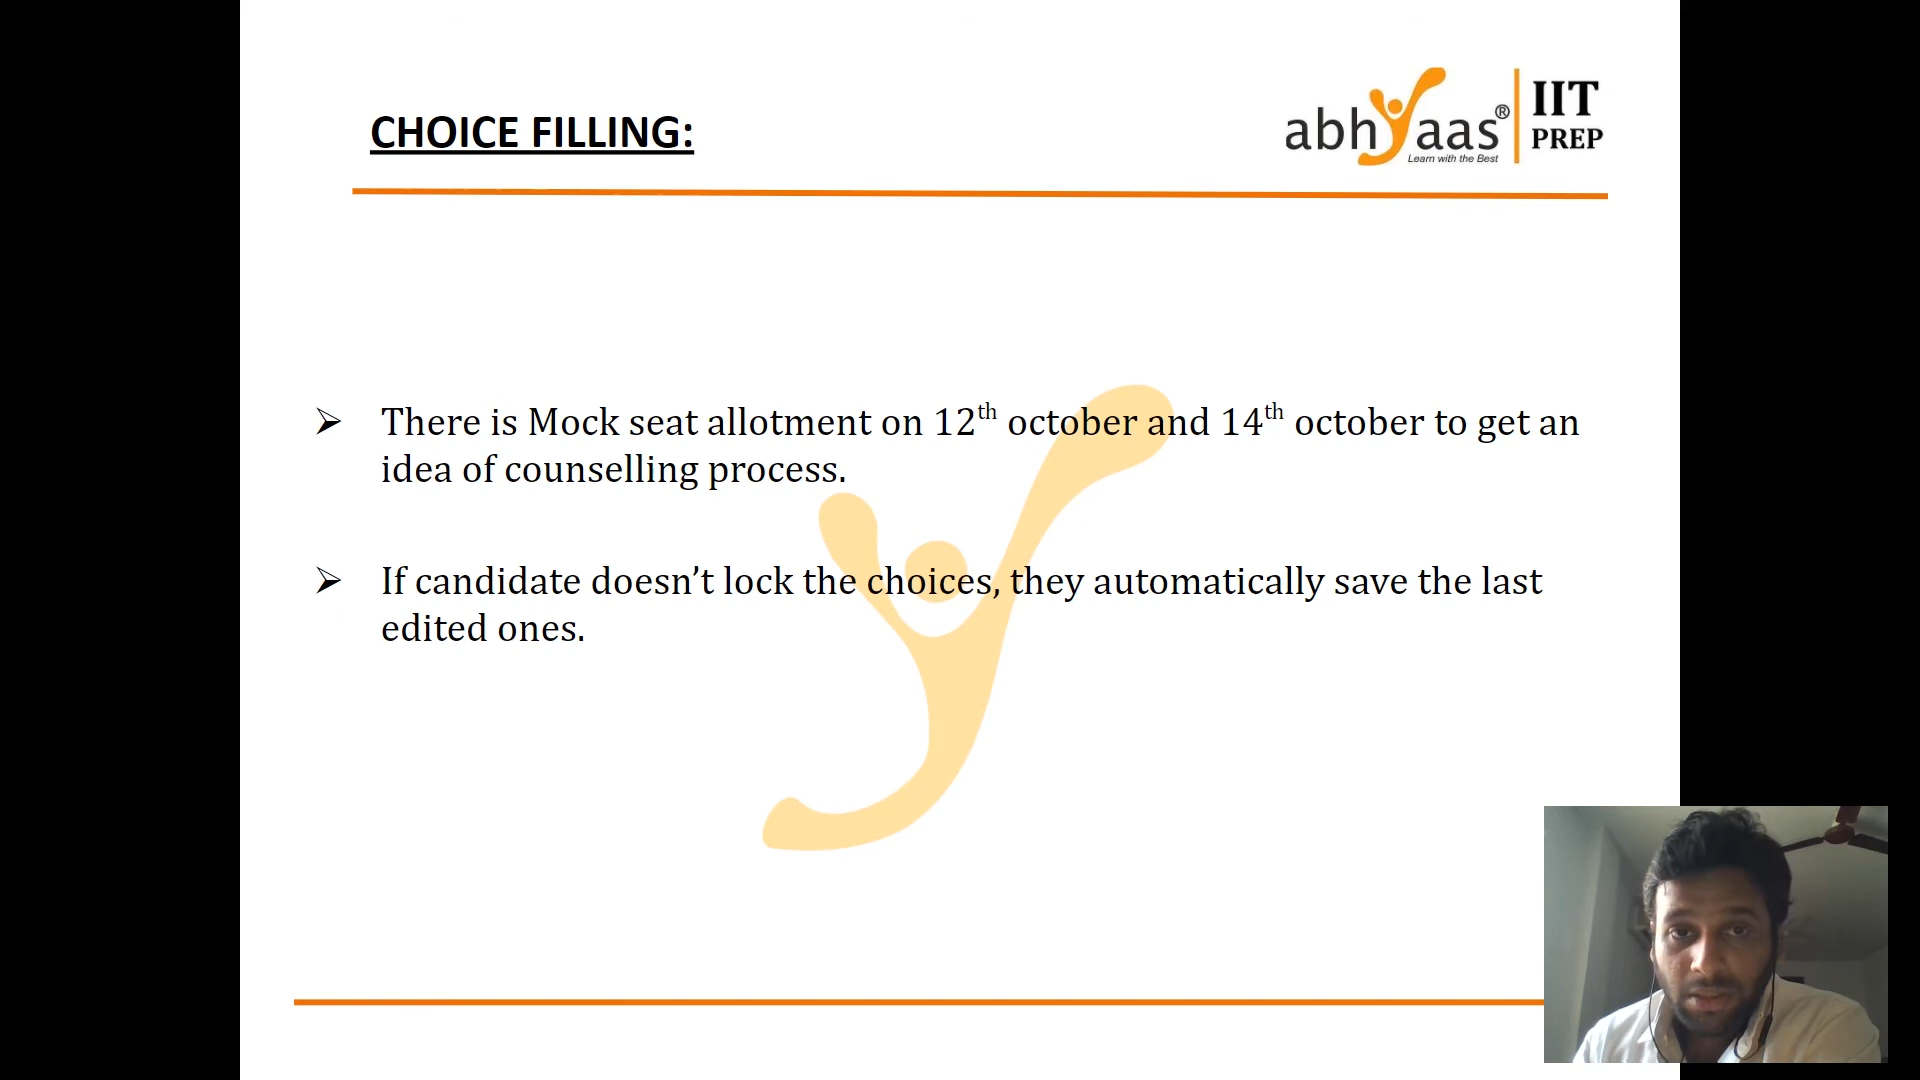 CHOICE FILLING:
abhyaas®
Learn with the Best
IIT
PREP
➢ There is Mock seat allotment on 12th october and 14th october to get an
idea of counselling process.
➢ If candidate doesn’t lock the choices, they automatically save the last
edited ones.